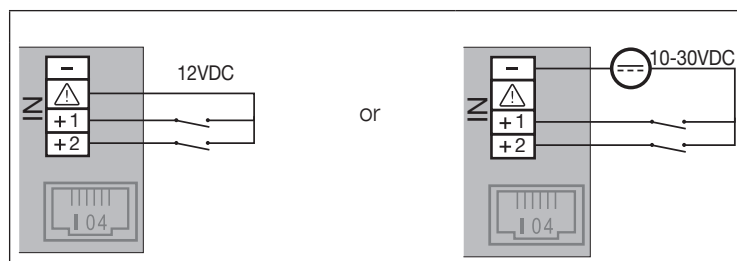 IN
−
⚠
+1
+2
12VDC
I 04
or
IN
−
⚠
+1
+2
10-30VDC
I 04